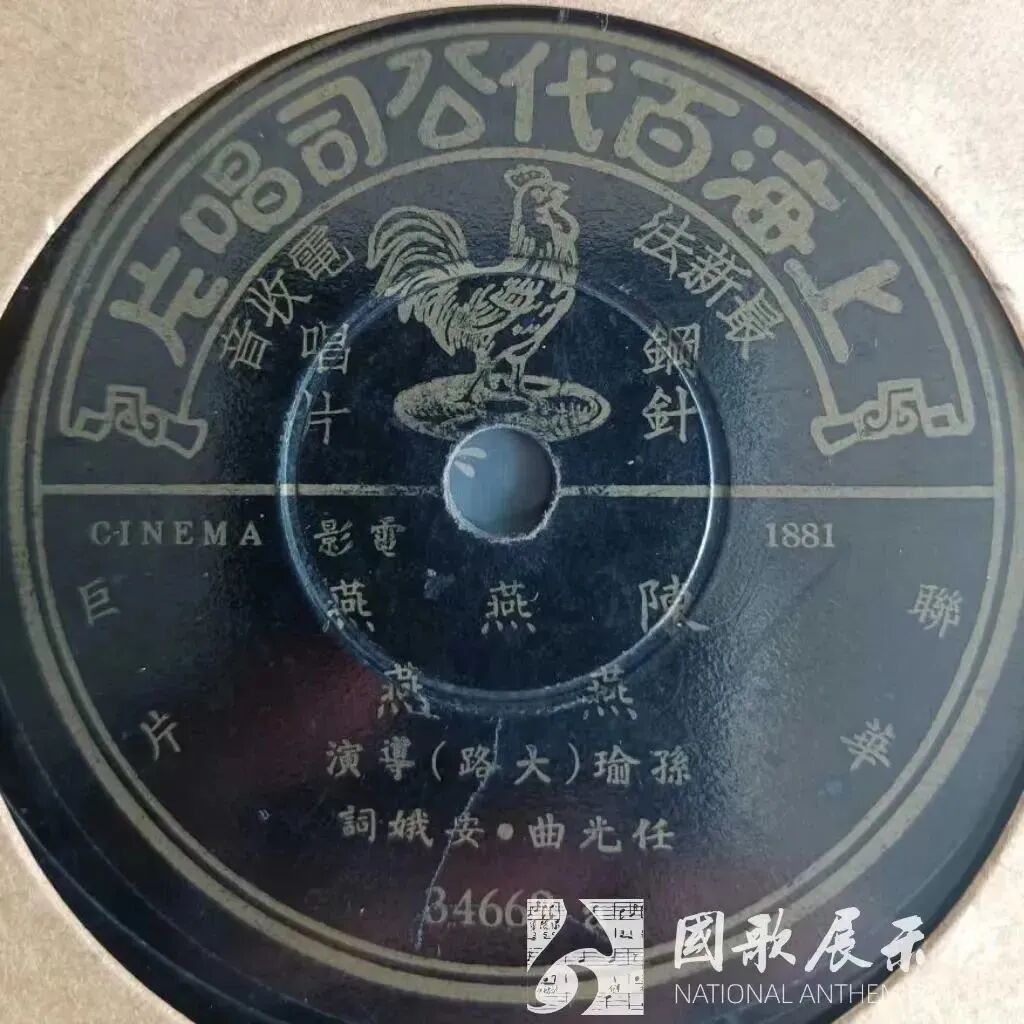 上海百代公司唱片
最新法
電收音
鋼針
唱片
CINEMA 電影 1881
聯華
巨片
陳燕燕
燕燕
孫瑜(大路)導演
任光曲•安娥詞
國歌展示
NATIONAL ANTHEM